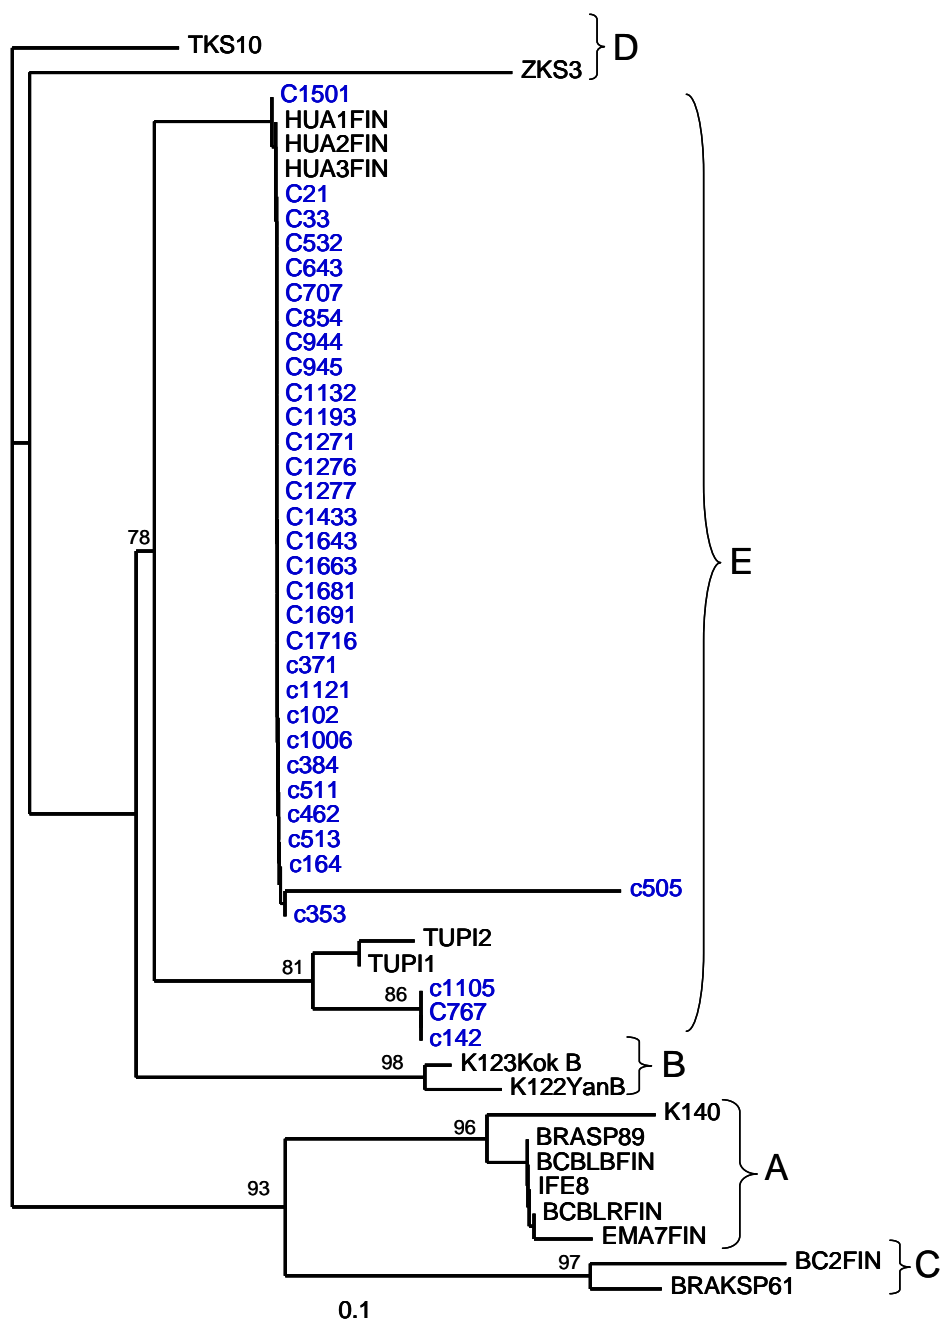 TKS10
D
ZKS3
C1501
HUA1FIN
HUA2FIN
HUA3FIN
C21
C33
C532
C643
C707
C854
C944
C945
C1132
C1193
C1271
C1276
C1277
C1433
78
C1643
E
C1663
C1681
C1691
C1716
c371
c1121
c102
c1006
c384
c511
c462
c513
c164
c505
c353
TUPI2
81
TUPI1
86
c1105
C767
c142
98
K123Kok B
B
K122YanB
K140
96
BRASP89
BCBLBFIN
A
93
IFE8
BCBLRFIN
EMA7FIN
97
BC2FIN
C
BRAKSP61
0.1